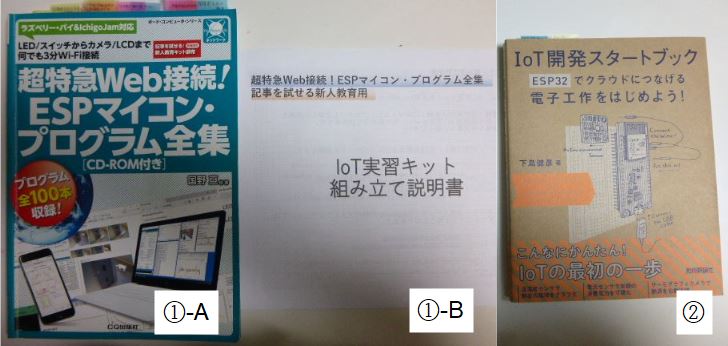 ラズベリー・パイ&IchigoJam対応
ボード・コンピュータ・シリーズ
LED/スイッチからカメラ/LCDまで
何でも3分Wi-Fi接続
記事を試せる!
新人教育キット頒布
ネットワーク
超特急Web接続!
ESPマイコン・
プログラム全集
[CD-ROM付き]
国野 亘
プログラム
全100本
収録!
CQ出版社
①-A
超特急Web接続!ESPマイコン・プログラム全集
記事を試せる新人教育用
IoT実習キット
組み立て説明書
①-B
IoT開発スタートブック
ESP32 でクラウドにつなげる
電子工作をはじめよう!
下島健彦 著
こんなにかんたん!
IoTの最初の一歩
技術評論社
②